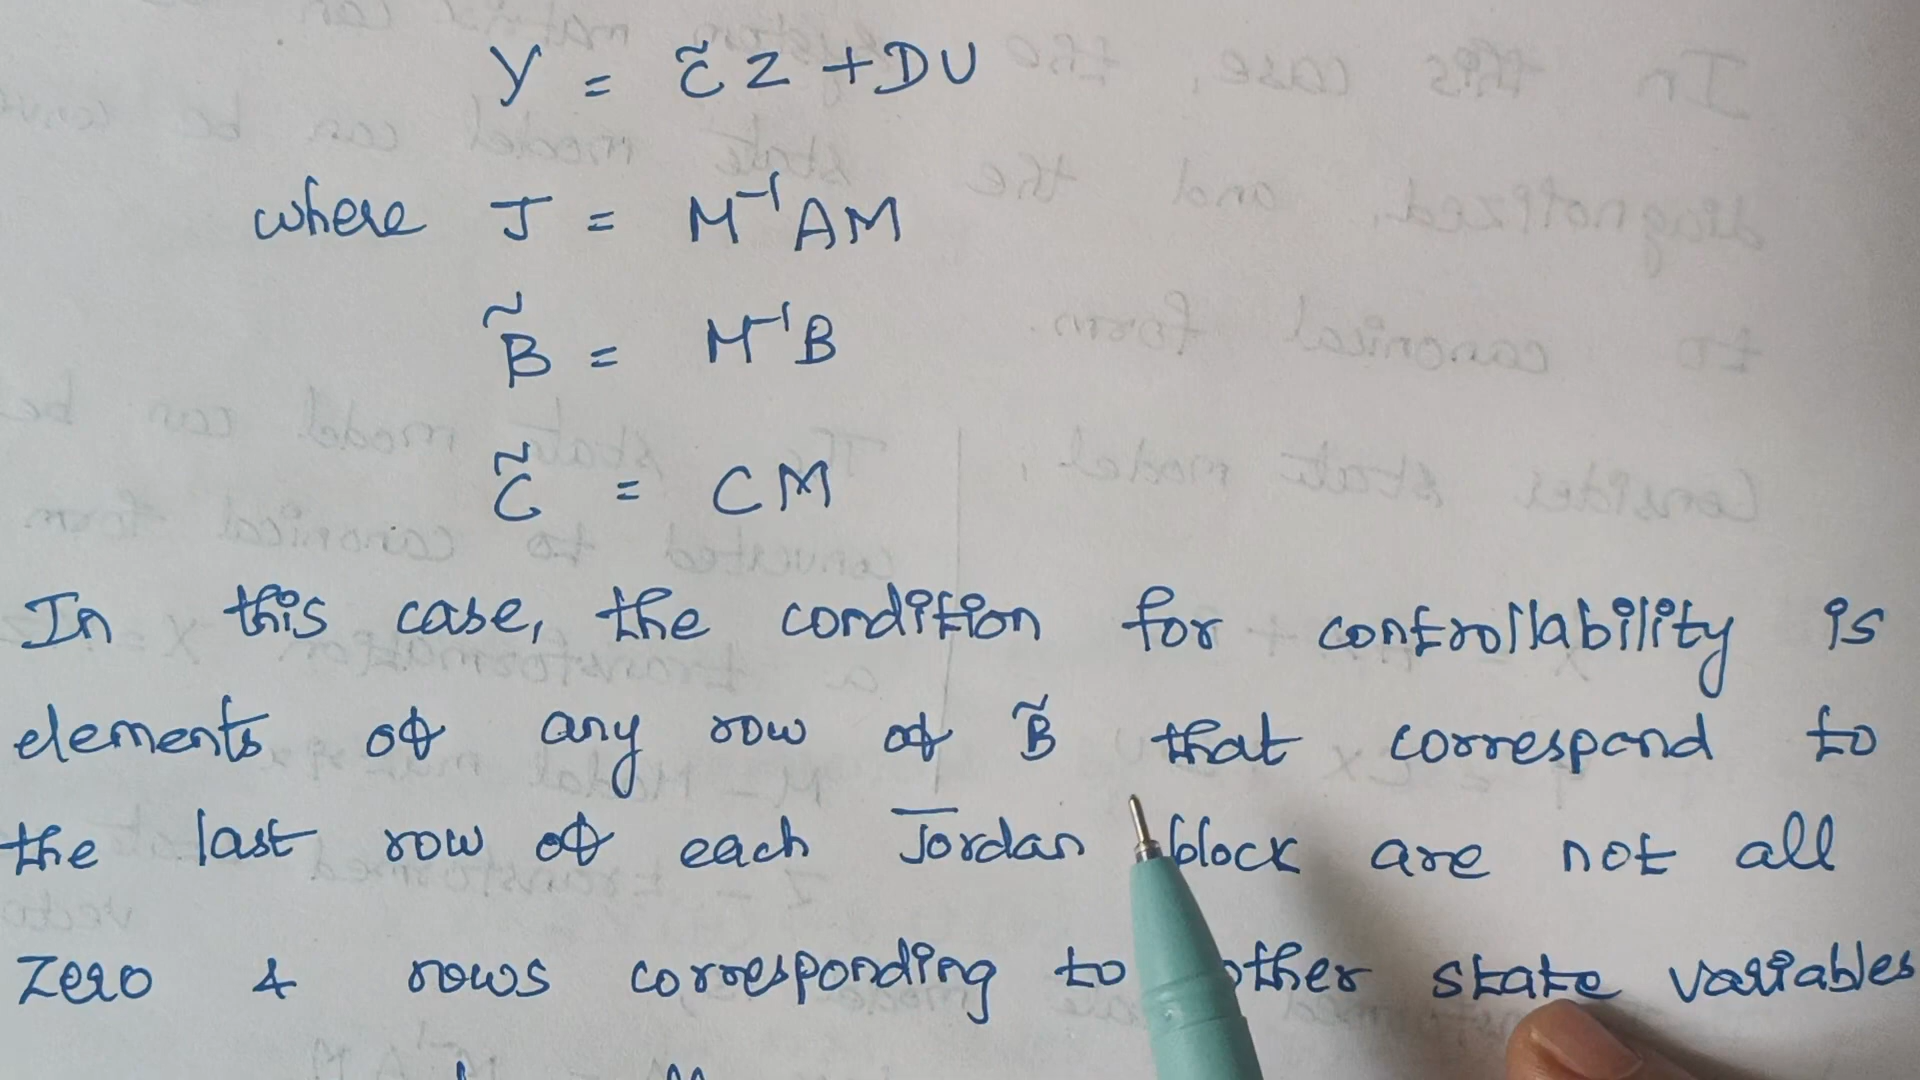 Y = C̃ Z + DU
where J = M⁻¹AM
B̃ = M⁻¹B
C̃ = CM
In this case, the condition for controllability is
elements of any row of B̃ that correspond to
the last row of each Jordan block are not all
zero & rows corresponding to other state variables